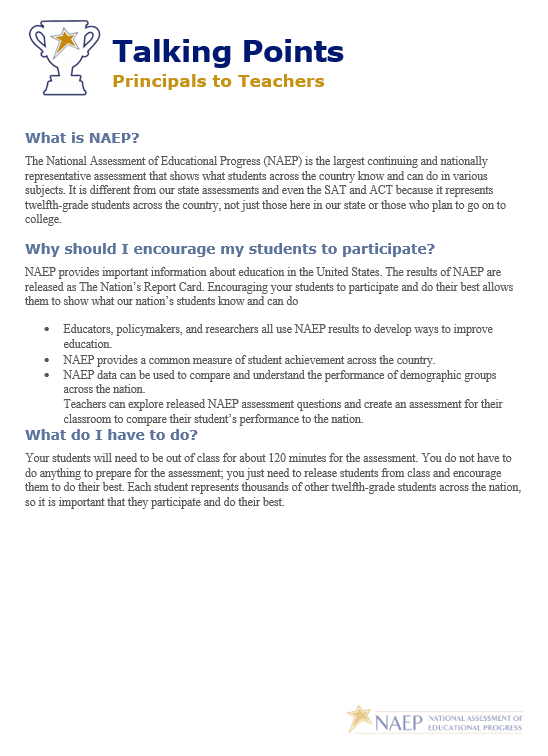 Talking Points
Principals to Teachers
What is NAEP?
The National Assessment of Educational Progress (NAEP) is the largest continuing and nationally
representative assessment that shows what students across the country know and can do in various
subjects. It is different from our state assessments and even the SAT and ACT because it represents
twelfth-grade students across the country, not just those here in our state or those who plan to go on to
college.
Why should I encourage my students to participate?
NAEP provides important information about education in the United States. The results of NAEP are
released as The Nation’s Report Card. Encouraging your students to participate and do their best allows
them to show what our nation’s students know and can do
• Educators, policymakers, and researchers all use NAEP results to develop ways to improve
education.
• NAEP provides a common measure of student achievement across the country.
• NAEP data can be used to compare and understand the performance of demographic groups
across the nation.
Teachers can explore released NAEP assessment questions and create an assessment for their
classroom to compare their student’s performance to the nation.
What do I have to do?
Your students will need to be out of class for about 120 minutes for the assessment. You do not have to
do anything to prepare for the assessment; you just need to release students from class and encourage
them to do their best. Each student represents thousands of other twelfth-grade students across the nation,
so it is important that they participate and do their best.
NAEP NATIONAL ASSESSMENT OF
EDUCATIONAL PROGRESS